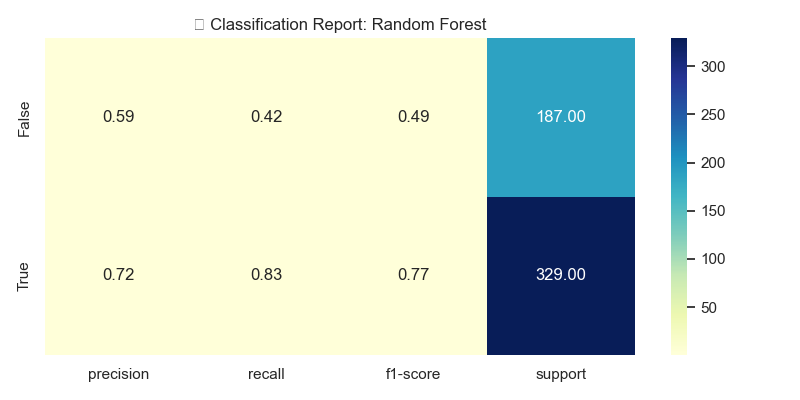 ▯ Classification Report: Random Forest
False 0.59 0.42 0.49 187.00
True 0.72 0.83 0.77 329.00
precision recall f1-score support
300
250
200
150
100
50